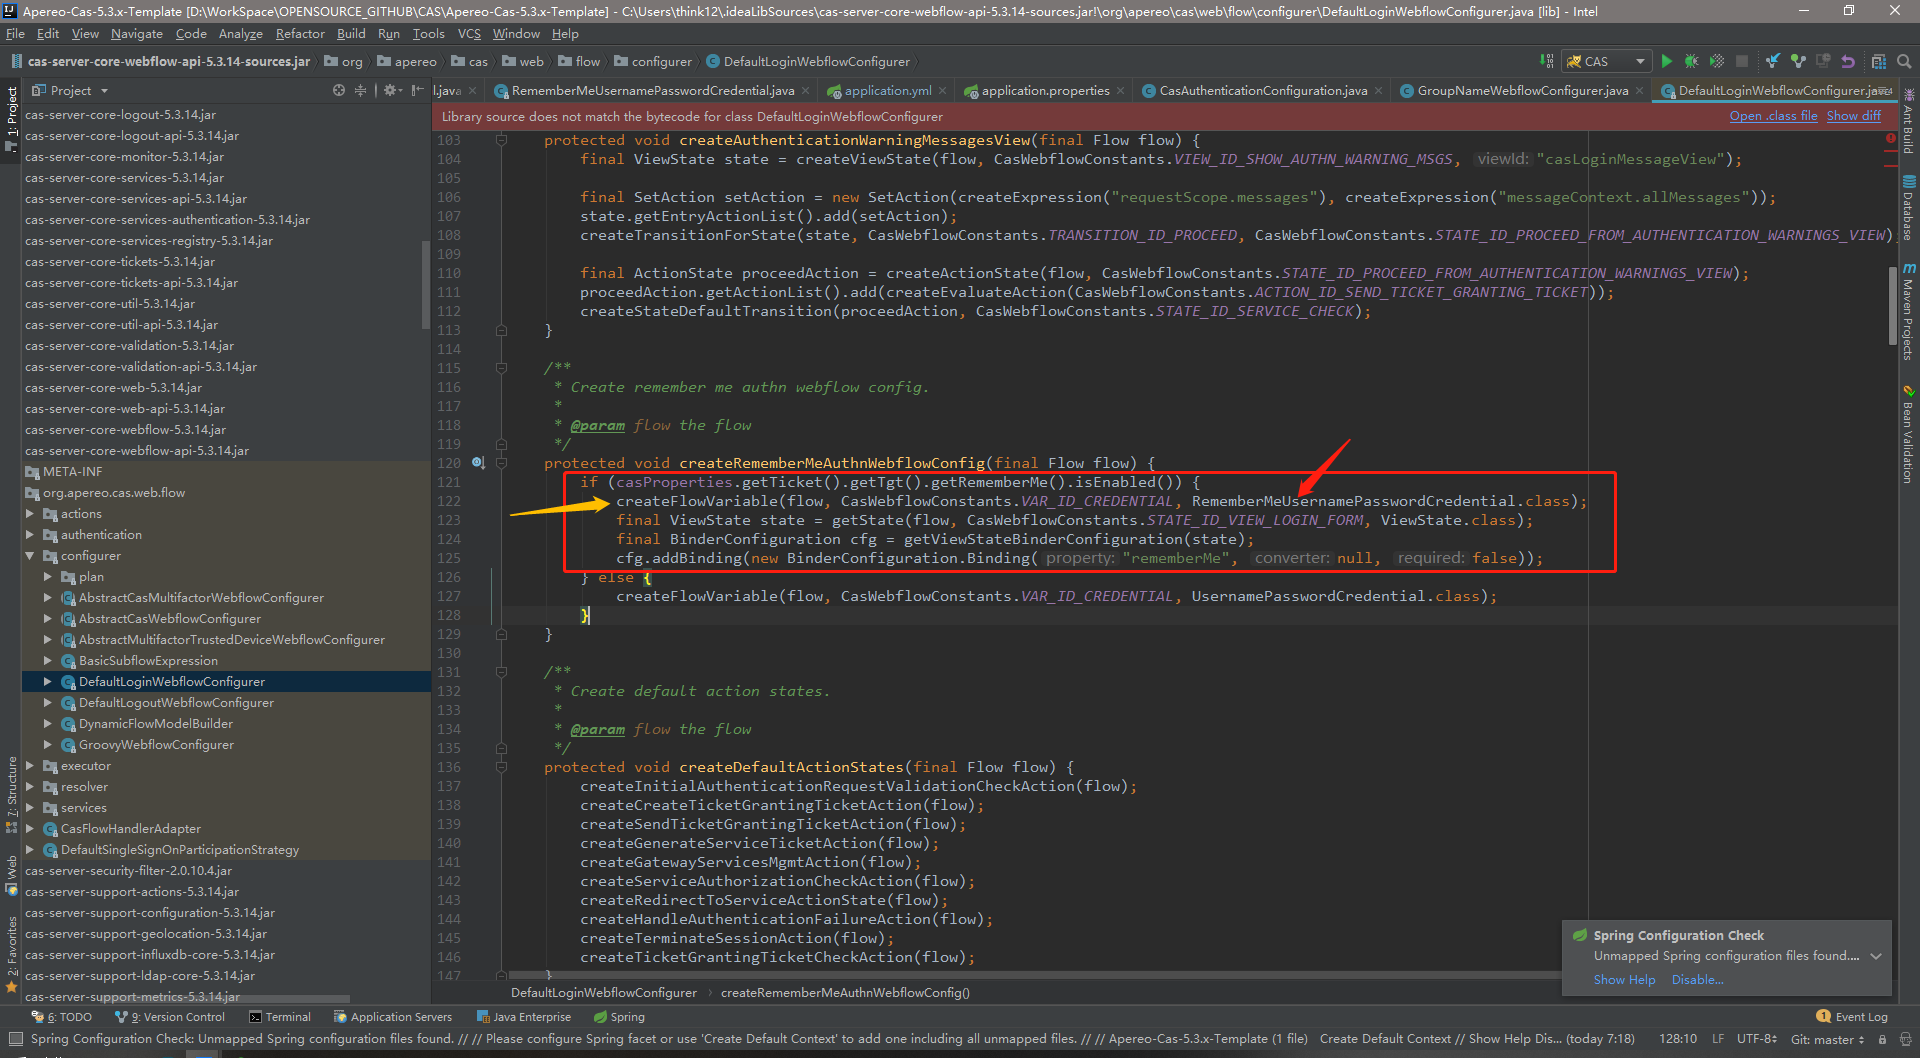 Apereo-Cas-5.3.x-Template [D:\WorkSpace\OPENSOURCE_GITHUB\CAS\Apereo-Cas-5.3.x-Template] - C:\Users\think12\.ideaLibSources\cas-server-core-webflow-api-5.3.14-sources.jar!\org\apereo\cas\web\flow\configurer\DefaultLoginWebflowConfigurer.java [lib] - Intel
File Edit View Navigate Code Analyze Refactor Build Run Tools VCS Window Help
cas-server-core-webflow-api-5.3.14-sources.jar org apereo cas web flow configurer DefaultLoginWebflowConfigurer CAS
Project l.java RememberMeUsernamePasswordCredential.java application.yml application.properties CasAuthenticationConfiguration.java GroupNameWebflowConfigurer.java DefaultLoginWebflowConfigurer.java
Library source does not match the bytecode for class DefaultLoginWebflowConfigurer Open .class file Show diff
1: Project
7: Structure
Web
2: Favorites
cas-server-core-logout-5.3.14.jar
cas-server-core-logout-api-5.3.14.jar
cas-server-core-monitor-5.3.14.jar
cas-server-core-services-5.3.14.jar
cas-server-core-services-api-5.3.14.jar
cas-server-core-services-authentication-5.3.14.jar
cas-server-core-services-registry-5.3.14.jar
cas-server-core-tickets-5.3.14.jar
cas-server-core-tickets-api-5.3.14.jar
cas-server-core-util-5.3.14.jar
cas-server-core-util-api-5.3.14.jar
cas-server-core-validation-5.3.14.jar
cas-server-core-validation-api-5.3.14.jar
cas-server-core-web-5.3.14.jar
cas-server-core-web-api-5.3.14.jar
cas-server-core-webflow-5.3.14.jar
cas-server-core-webflow-api-5.3.14.jar
META-INF
org.apereo.cas.web.flow
actions
authentication
configurer
plan
AbstractCasMultifactorWebflowConfigurer
AbstractCasWebflowConfigurer
AbstractMultifactorTrustedDeviceWebflowConfigurer
BasicSubflowExpression
DefaultLoginWebflowConfigurer
DefaultLogoutWebflowConfigurer
DynamicFlowModelBuilder
GroovyWebflowConfigurer
executor
resolver
services
CasFlowHandlerAdapter
DefaultSingleSignOnParticipationStrategy
cas-server-security-filter-2.0.10.4.jar
cas-server-support-actions-5.3.14.jar
cas-server-support-configuration-5.3.14.jar
cas-server-support-geolocation-5.3.14.jar
cas-server-support-influxdb-core-5.3.14.jar
cas-server-support-ldap-core-5.3.14.jar
cas-server-support-metrics-5.3.14.jar
103 protected void createAuthenticationWarningMessagesView(final Flow flow) {
104 final ViewState state = createViewState(flow, CasWebflowConstants.VIEW_ID_SHOW_AUTHN_WARNING_MSGS, viewId: "casLoginMessageView");
105
106 final SetAction setAction = new SetAction(createExpression("requestScope.messages"), createExpression("messageContext.allMessages"));
107 state.getEntryActionList().add(setAction);
108 createTransitionForState(state, CasWebflowConstants.TRANSITION_ID_PROCEED, CasWebflowConstants.STATE_ID_PROCEED_FROM_AUTHENTICATION_WARNINGS_VIEW);
109
110 final ActionState proceedAction = createActionState(flow, CasWebflowConstants.STATE_ID_PROCEED_FROM_AUTHENTICATION_WARNINGS_VIEW);
111 proceedAction.getActionList().add(createEvaluateAction(CasWebflowConstants.ACTION_ID_SEND_TICKET_GRANTING_TICKET));
112 createStateDefaultTransition(proceedAction, CasWebflowConstants.STATE_ID_SERVICE_CHECK);
113 }
114
115 /**
116 * Create remember me authn webflow config.
117 *
118 * @param flow the flow
119 */
120 protected void createRememberMeAuthnWebflowConfig(final Flow flow) {
121 if (casProperties.getTicket().getTgt().getRememberMe().isEnabled()) {
122 createFlowVariable(flow, CasWebflowConstants.VAR_ID_CREDENTIAL, RememberMeUsernamePasswordCredential.class);
123 final ViewState state = getState(flow, CasWebflowConstants.STATE_ID_VIEW_LOGIN_FORM, ViewState.class);
124 final BinderConfiguration cfg = getViewStateBinderConfiguration(state);
125 cfg.addBinding(new BinderConfiguration.Binding( property: "rememberMe", converter: null, required: false));
126 } else {
127 createFlowVariable(flow, CasWebflowConstants.VAR_ID_CREDENTIAL, UsernamePasswordCredential.class);
128 }
129 }
130
131 /**
132 * Create default action states.
133 *
134 * @param flow the flow
135 */
136 protected void createDefaultActionStates(final Flow flow) {
137 createInitialAuthenticationRequestValidationCheckAction(flow);
138 createCreateTicketGrantingTicketAction(flow);
139 createSendTicketGrantingTicketAction(flow);
140 createGenerateServiceTicketAction(flow);
141 createGatewayServicesMgmtAction(flow);
142 createServiceAuthorizationCheckAction(flow);
143 createRedirectToServiceActionState(flow);
144 createHandleAuthenticationFailureAction(flow);
145 createTerminateSessionAction(flow);
146 createTicketGrantingTicketCheckAction(flow);
147 }
DefaultLoginWebflowConfigurer createRememberMeAuthnWebflowConfig()
Ant Build
Database
Maven Projects
Bean Validation
Spring Configuration Check
Unmapped Spring configuration files found....
Show Help Disable...
6: TODO 9: Version Control Terminal Application Servers Java Enterprise Spring 1 Event Log
Spring Configuration Check: Unmapped Spring configuration files found. // // Please configure Spring facet or use 'Create Default Context' to add one including all unmapped files. // // Apereo-Cas-5.3.x-Template (1 file) Create Default Context // Show Help Dis... (today 7:18) 128:10 LF UTF-8 Git: master